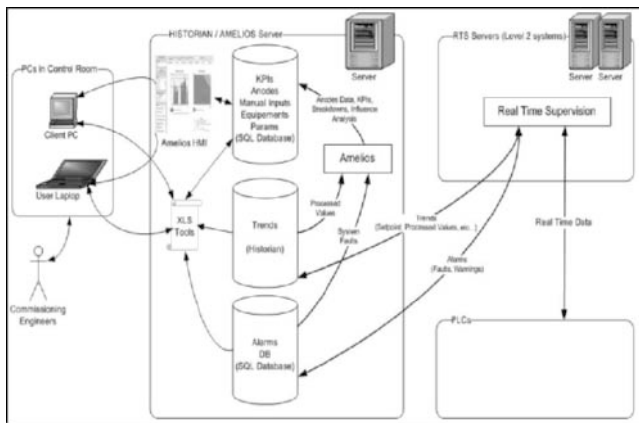 HISTORIAN / AMELIOS Server
RTS Servers (Level 2 systems)
PCs in Control Room
Client PC
User Laptop
Commissioning
Engineers
Amelios HMI
XLS
Tools
KPIs
Anodes
Manual Inputs
Equipements
Params
(SQL Database)
Server
Anodes Data, KPIs,
Breakdowns, Influence
Analysis
Amelios
Processed
Values
System
Faults
Trends
(Historian)
Alarms
DB
(SQL Database)
Server
Server
Real Time Supervision
Trends
(Setpoint, Processed Values, etc...)
Alarms
(Faults, Warnings)
Real Time Data
PLCs